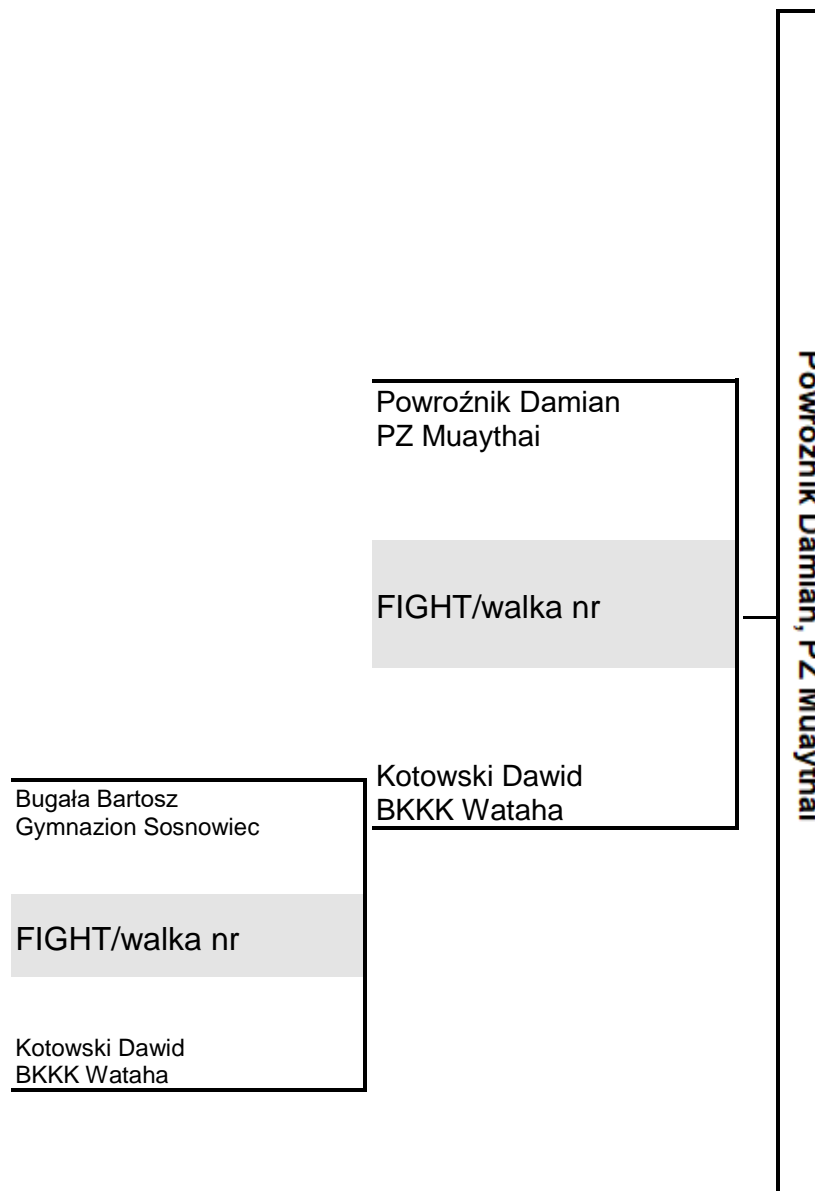 Powroźnik Damian
PZ Muaythai
FIGHT/walka nr
Kotowski Dawid
BKKK Wataha
Bugała Bartosz
Gymnazion Sosnowiec
FIGHT/walka nr
Kotowski Dawid
BKKK Wataha
Powroźnik Damian, PZ Muaythai